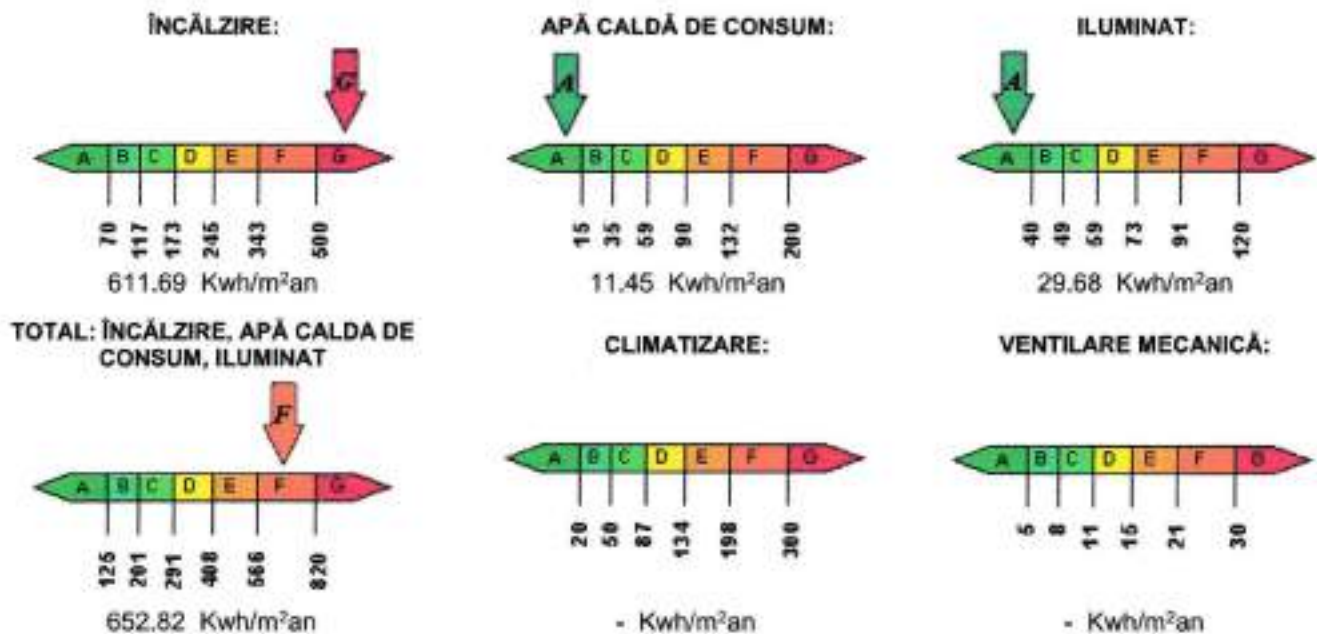 ÎNCĂLZIRE:
G
A B C D E F G
70 117 173 245 343 500
611.69 Kwh/m²an
APĂ CALDĂ DE CONSUM:
A
A B C D E F G
15 35 59 90 132 200
11.45 Kwh/m²an
ILUMINAT:
A
A B C D E F G
40 49 59 73 91 120
29.68 Kwh/m²an
TOTAL: ÎNCĂLZIRE, APĂ CALDA DE
CONSUM, ILUMINAT
F
A B C D E F G
125 201 291 408 566 820
652.82 Kwh/m²an
CLIMATIZARE:
A B C D E F G
20 50 87 134 198 300
- Kwh/m²an
VENTILARE MECANICĂ:
A B C D E F G
5 8 11 15 21 30
- Kwh/m²an